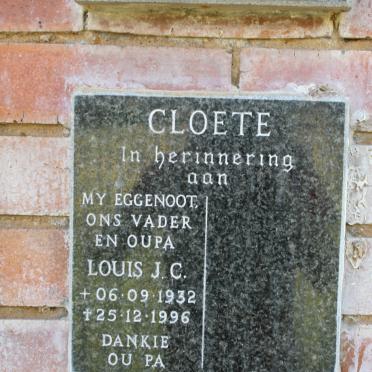 CLOETE
In herinnering
aan
MY EGGENOOT,
ONS VADER
EN OUPA
LOUIS J.C.
+06·09·1932
†25·12·1996
DANKIE
OU PA